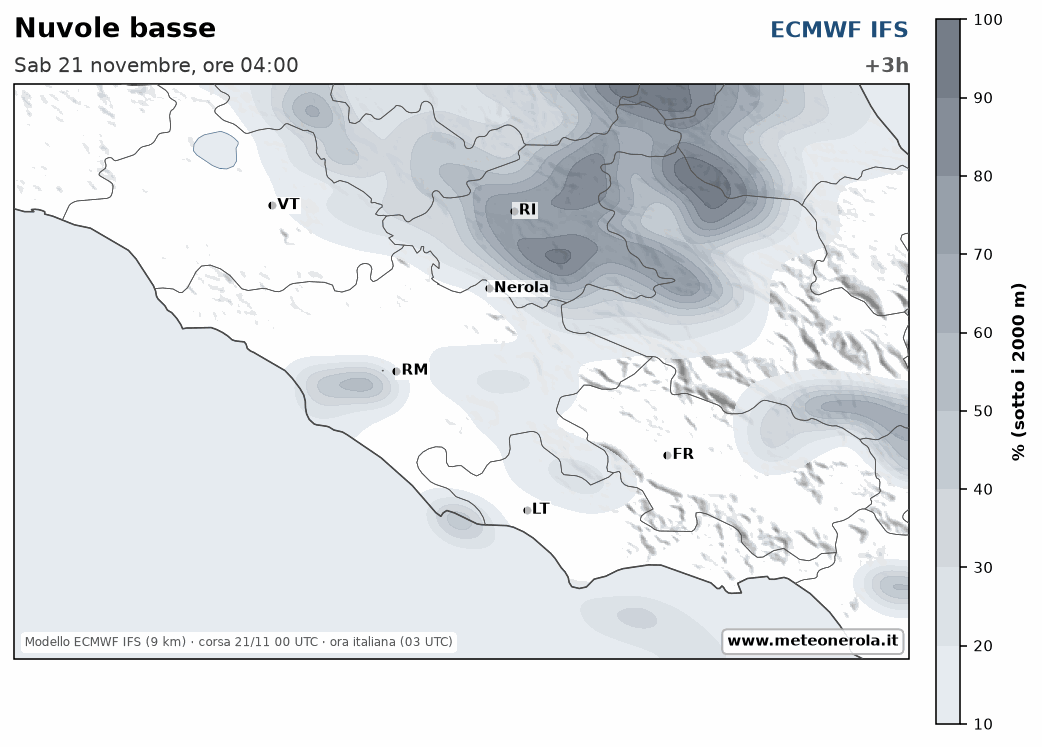 Nuvole basse
ECMWF IFS
Sab 21 novembre, ore 04:00
+3h
100
90
80
70
60
50
40
30
20
10
% (sotto i 2000 m)
VT
RI
Nerola
RM
FR
LT
Modello ECMWF IFS (9 km) · corsa 21/11 00 UTC · ora italiana (03 UTC)
www.meteonerola.it